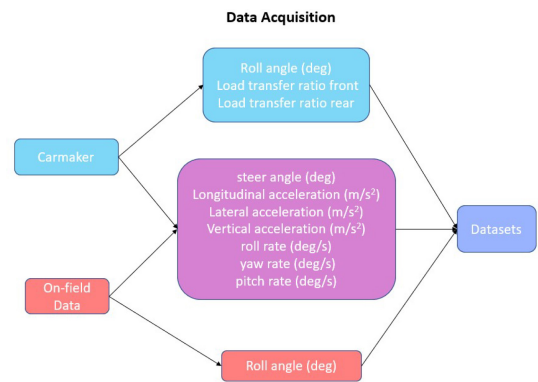 Data Acquisition
Roll angle (deg)
Load transfer ratio front
Load transfer ratio rear
Carmaker
steer angle (deg)
Longitudinal acceleration (m/s²)
Lateral acceleration (m/s²)
Vertical acceleration (m/s²)
roll rate (deg/s)
yaw rate (deg/s)
pitch rate (deg/s)
Datasets
On-field
Data
Roll angle (deg)